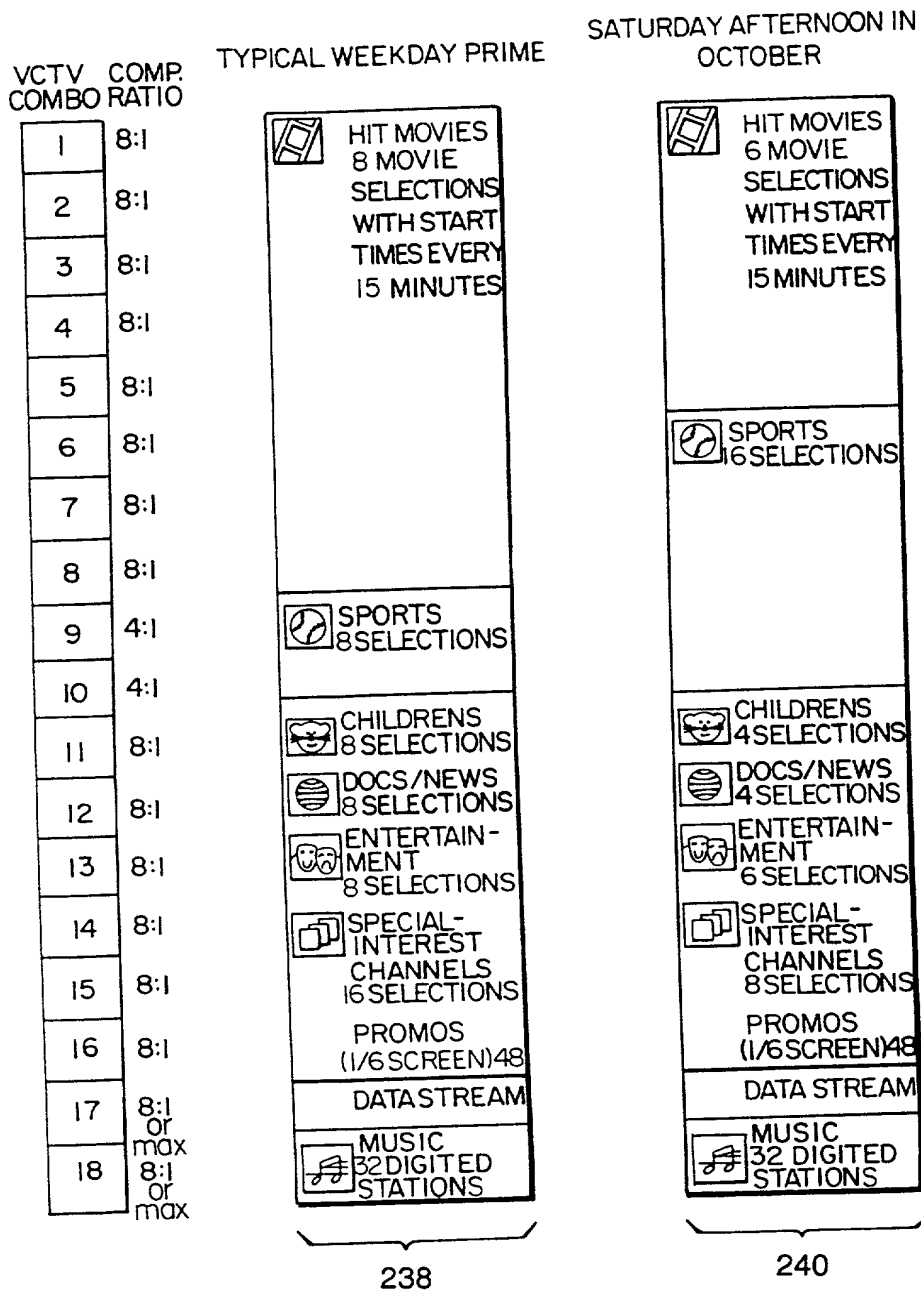 TYPICAL WEEKDAY PRIME
SATURDAY AFTERNOON IN
OCTOBER
VCTV COMP.
COMBO RATIO
1 8:1
2 8:1
3 8:1
4 8:1
5 8:1
6 8:1
7 8:1
8 8:1
9 4:1
10 4:1
11 8:1
12 8:1
13 8:1
14 8:1
15 8:1
16 8:1
17 8:1
or
max
18 8:1
or
max
HIT MOVIES
8 MOVIE
SELECTIONS
WITH START
TIMES EVERY
15 MINUTES
SPORTS
8 SELECTIONS
CHILDRENS
8 SELECTIONS
DOCS/NEWS
8 SELECTIONS
ENTERTAIN-
MENT
8 SELECTIONS
SPECIAL-
INTEREST
CHANNELS
16 SELECTIONS
PROMOS
(1/6 SCREEN) 48
DATA STREAM
MUSIC
32 DIGITED
STATIONS
238
HIT MOVIES
6 MOVIE
SELECTIONS
WITH START
TIMES EVERY
15 MINUTES
SPORTS
16 SELECTIONS
CHILDRENS
4 SELECTIONS
DOCS/NEWS
4 SELECTIONS
ENTERTAIN-
MENT
6 SELECTIONS
SPECIAL-
INTEREST
CHANNELS
8 SELECTIONS
PROMOS
(1/6 SCREEN) 48
DATA STREAM
MUSIC
32 DIGITED
STATIONS
240